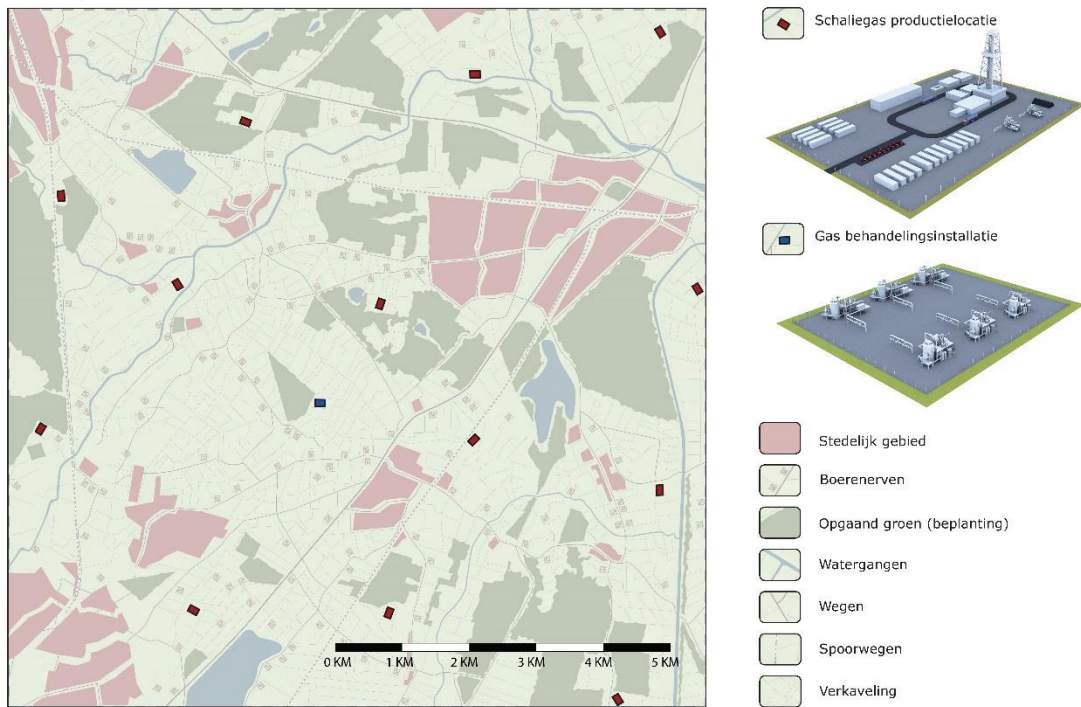 Schaliegas productielocatie
Gas behandelingsinstallatie
Stedelijk gebied
Boerenerven
Opgaand groen (beplanting)
Watergangen
Wegen
Spoorwegen
Verkaveling
0 KM 1 KM 2 KM 3 KM 4 KM 5 KM